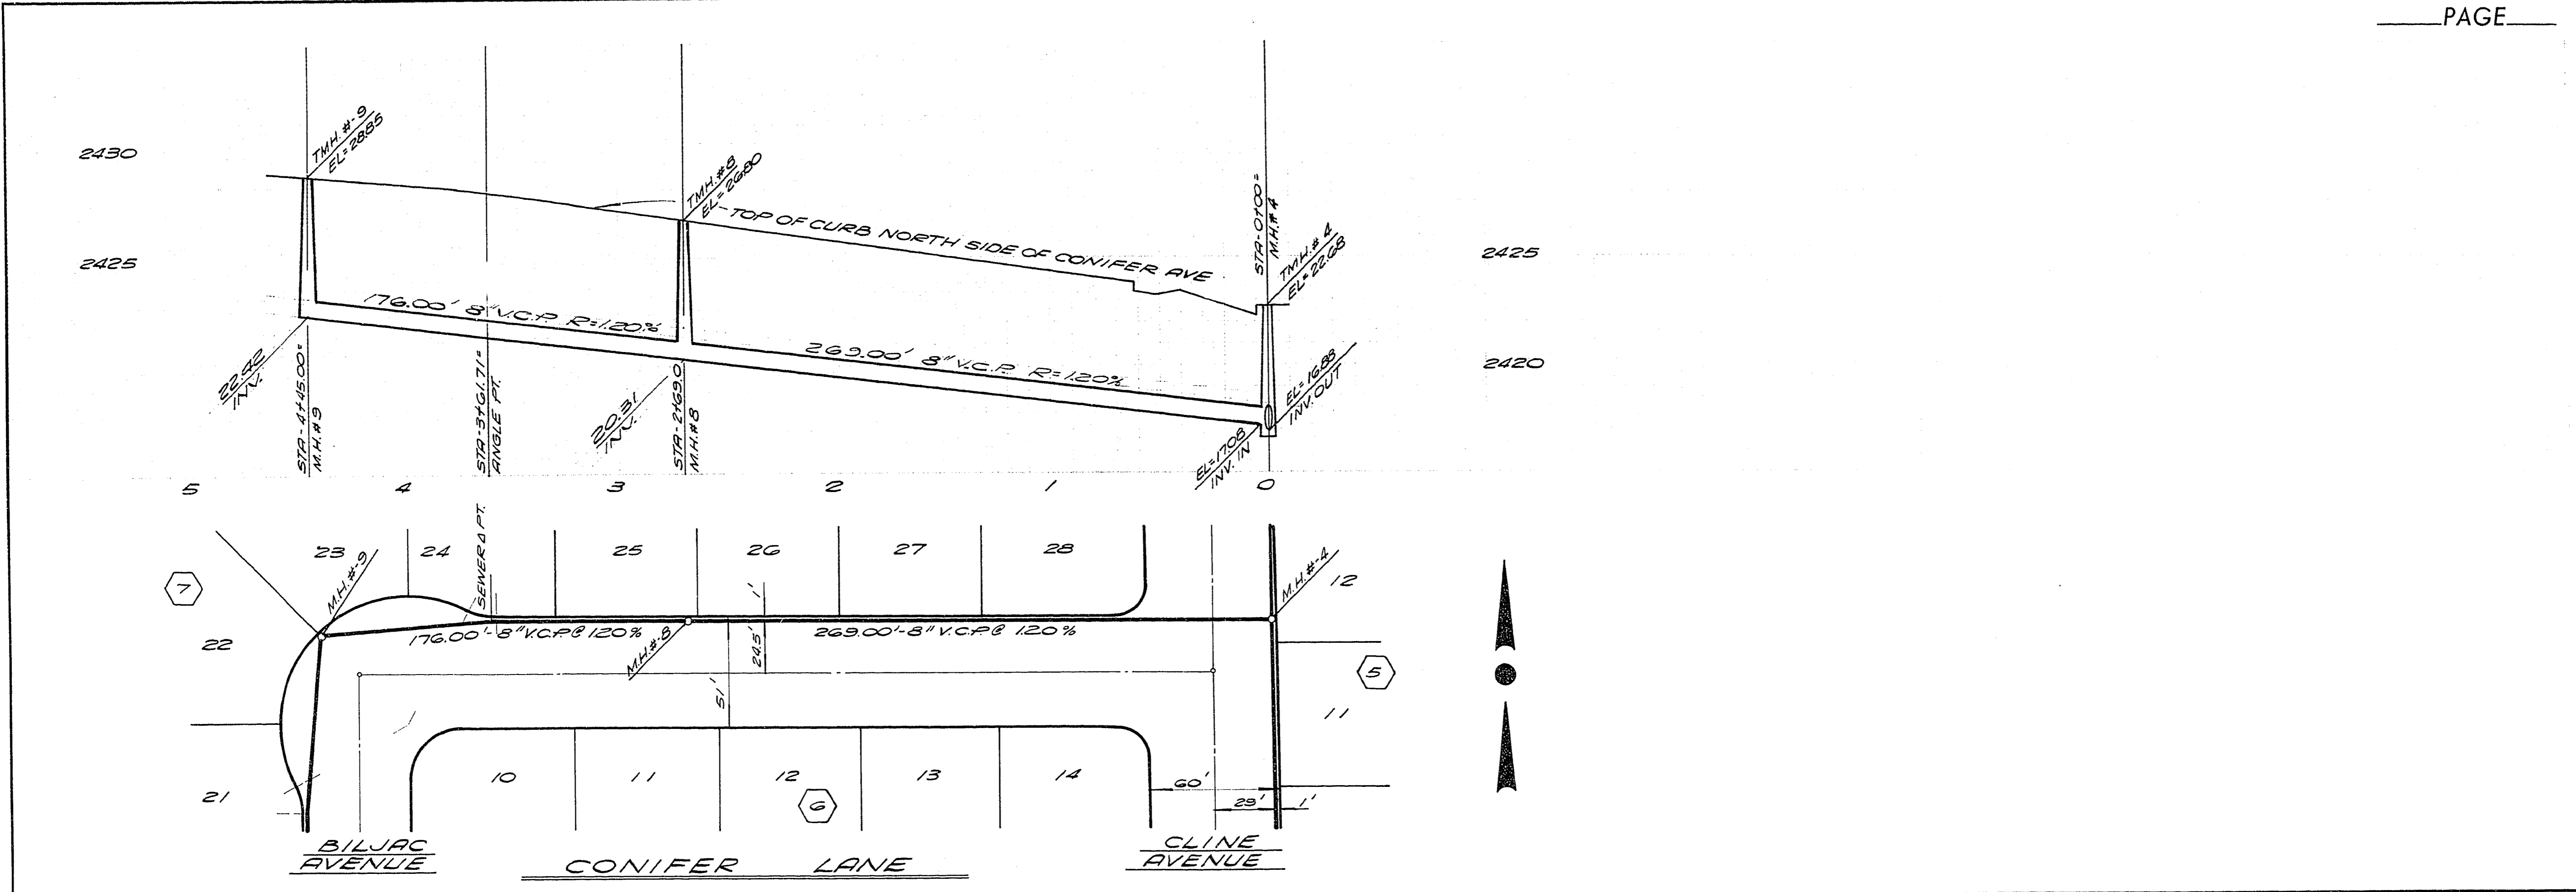 PAGE
2430
2425
TMH. #-9
EL=28.85
TMH. #8
EL=26.80
TOP OF CURB NORTH SIDE OF CONIFER AVE
STA-0+00=
M.H.# 4
TMH. # 4
EL=22.68
2425
2420
176.00' 8" V.C.P. R=1.20%
269.00' 8" V.C.P. R=1.20%
22.42
INV.
STA-4+45.00=
M.H.#9
STA-3+61.71=
ANGLE PT.
20.31
INV.
STA-2+69.0
M.H.#8
EL=17.08
INV. IN
EL=16.88
INV. OUT
5 4 3 2 1 0
SEWER Δ PT.
23 24 25 26 27 28
M.H.#-9
M.H.#-4
12
7
22
176.00'-8" V.C.P.@ 1.20%
M.H.#-8
1'
24.5'
51'
269.00'-8" V.C.P.@ 1.20%
5
11
21
10 11 12 13 14
6
60'
29' 1'
BILJAC
AVENUE
CONIFER LANE
CLINE
AVENUE